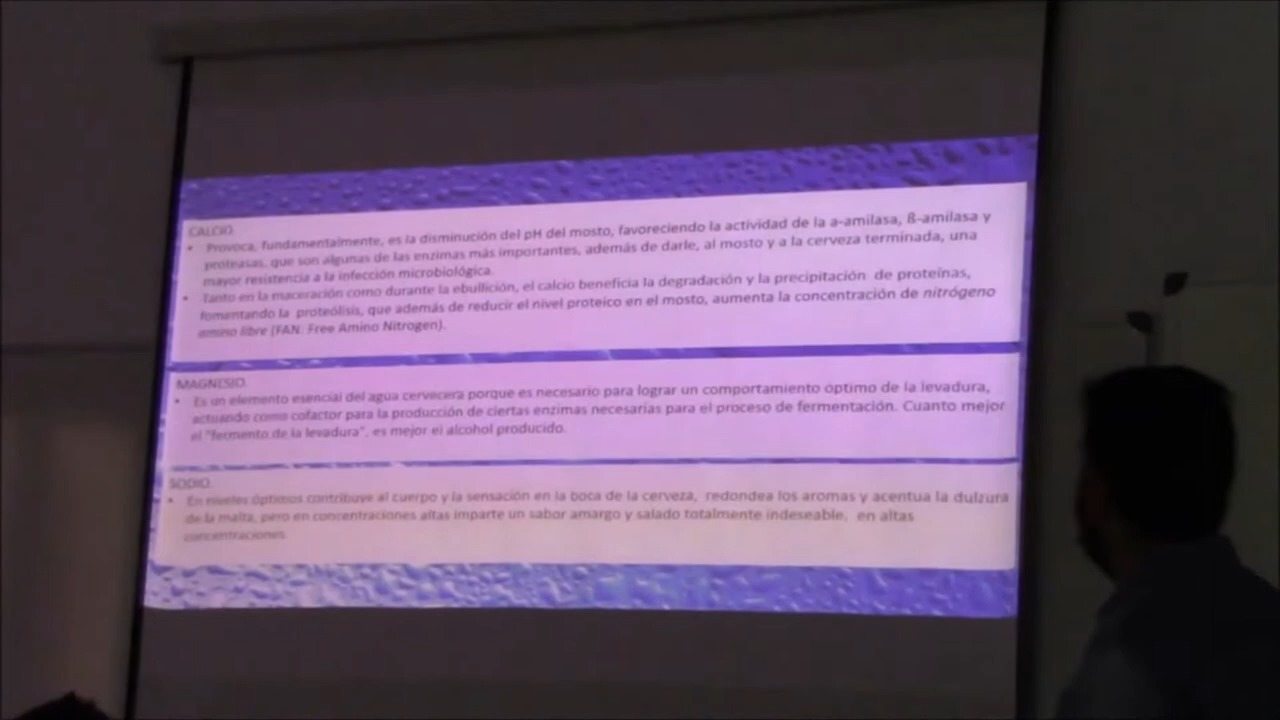 CALCIO.
• Provoca, fundamentalmente, es la disminución del pH del mosto, favoreciendo la actividad de la a-amilasa, ß-amilasa y
proteasas, que son algunas de las enzimas más importantes, además de darle, al mosto y a la cerveza terminada, una
mayor resistencia a la infección microbiológica.
• Tanto en la maceración como durante la ebullición, el calcio beneficia la degradación y la precipitación de proteínas,
fomentando la proteólisis, que además de reducir el nivel proteico en el mosto, aumenta la concentración de nitrógeno
amino libre (FAN: Free Amino Nitrogen).
MAGNESIO.
• Es un elemento esencial del agua cervecera porque es necesario para lograr un comportamiento óptimo de la levadura,
actuando como cofactor para la producción de ciertas enzimas necesarias para el proceso de fermentación. Cuanto mejor
el "fermento de la levadura", es mejor el alcohol producido.
SODIO.
• En niveles óptimos contribuye al cuerpo y la sensación en la boca de la cerveza, redondea los aromas y acentua la dulzura
de la malta, pero en concentraciones altas imparte un sabor amargo y salado totalmente indeseable, en altas
concentraciones.